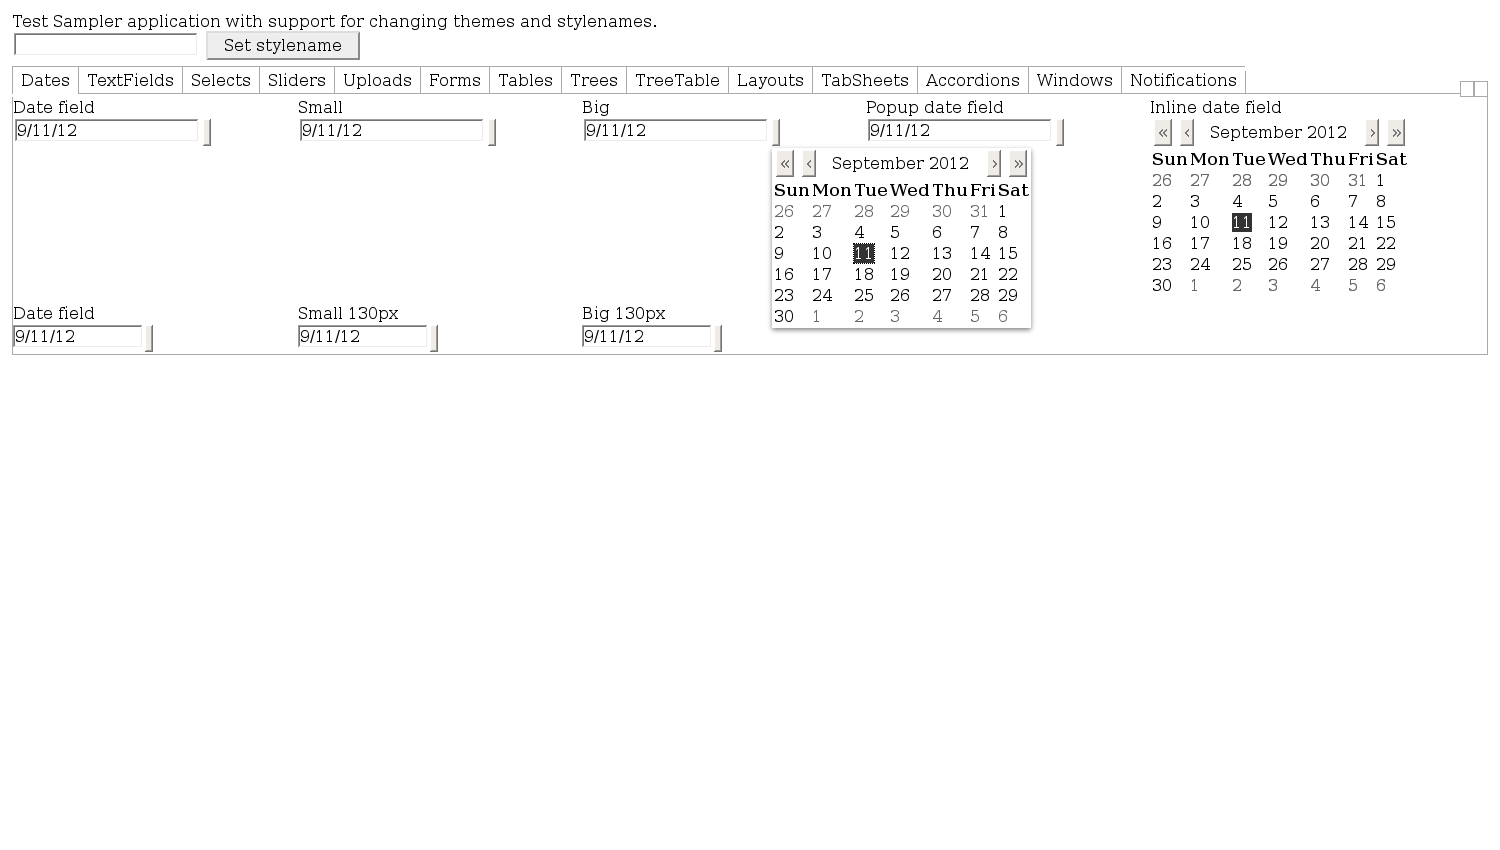 Test Sampler application with support for changing themes and stylenames.
Set stylename
Dates TextFields Selects Sliders Uploads Forms Tables Trees TreeTable Layouts TabSheets Accordions Windows Notifications
Date field Small Big Popup date field Inline date field
9/11/12 9/11/12 9/11/12 9/11/12
« ‹ September 2012 › »
Sun Mon Tue Wed Thu Fri Sat
26 27 28 29 30 31 1
2 3 4 5 6 7 8
9 10 11 12 13 14 15
16 17 18 19 20 21 22
23 24 25 26 27 28 29
30 1 2 3 4 5 6
« ‹ September 2012 › »
Sun Mon Tue Wed Thu Fri Sat
26 27 28 29 30 31 1
2 3 4 5 6 7 8
9 10 11 12 13 14 15
16 17 18 19 20 21 22
23 24 25 26 27 28 29
30 1 2 3 4 5 6
Date field Small 130px Big 130px
9/11/12 9/11/12 9/11/12